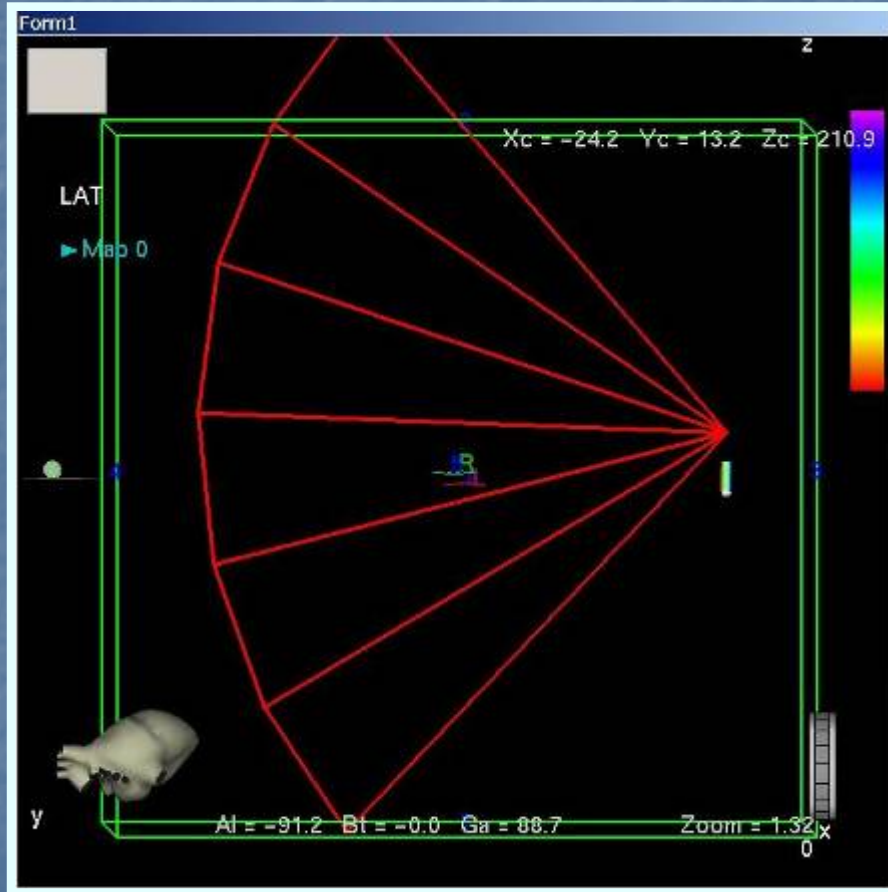 Form1
z
Xc = -24.2 Yc = 13.2 Zc = 210.9
LAT
Map 0
R
y
Al = -91.2 Bt = -0.0 Ga = 88.7 Zoom = 1.32
x
0